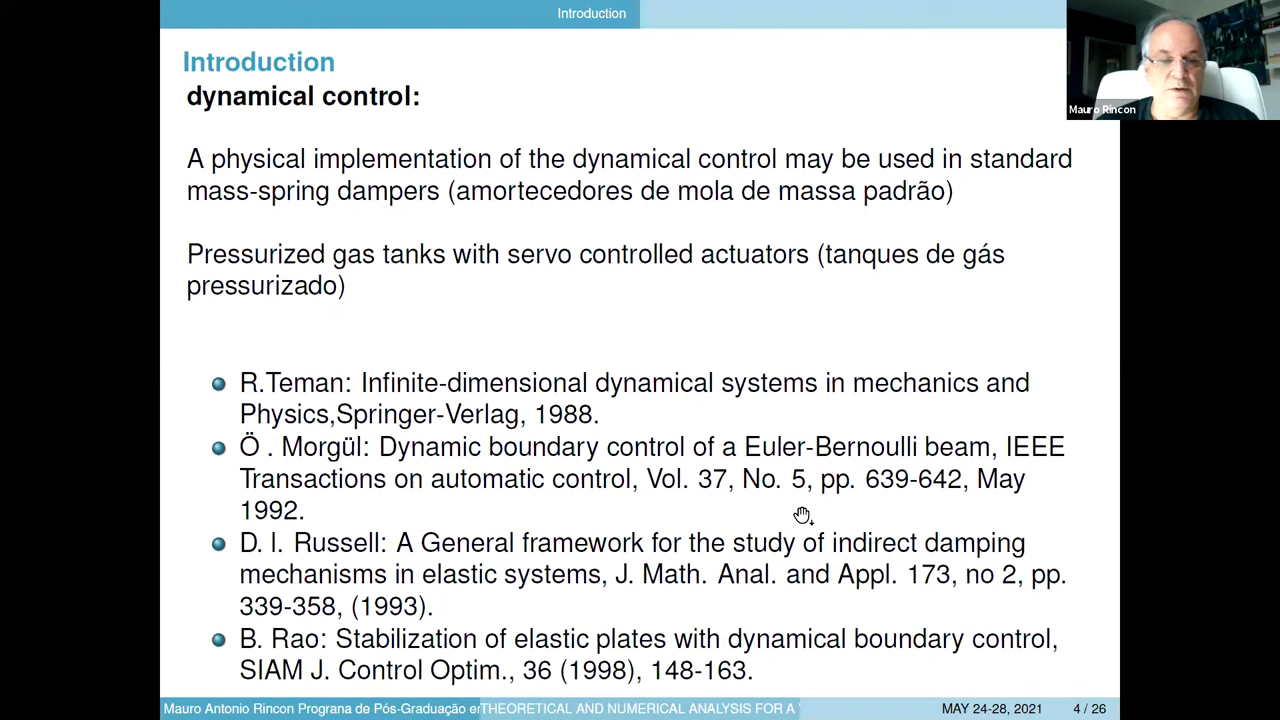 Introduction
Introduction
dynamical control:
A physical implementation of the dynamical control may be used in standard
mass-spring dampers (amortecedores de mola de massa padrão)
Pressurized gas tanks with servo controlled actuators (tanques de gás
pressurizado)
R.Teman: Infinite-dimensional dynamical systems in mechanics and
Physics,Springer-Verlag, 1988.
Ö . Morgül: Dynamic boundary control of a Euler-Bernoulli beam, IEEE
Transactions on automatic control, Vol. 37, No. 5, pp. 639-642, May
1992.
D. l. Russell: A General framework for the study of indirect damping
mechanisms in elastic systems, J. Math. Anal. and Appl. 173, no 2, pp.
339-358, (1993).
B. Rao: Stabilization of elastic plates with dynamical boundary control,
SIAM J. Control Optim., 36 (1998), 148-163.
Mauro Rincon
Mauro Antonio Rincon Prograna de Pós-Graduação er THEORETICAL AND NUMERICAL ANALYSIS FOR A MAY 24-28, 2021 4 / 26